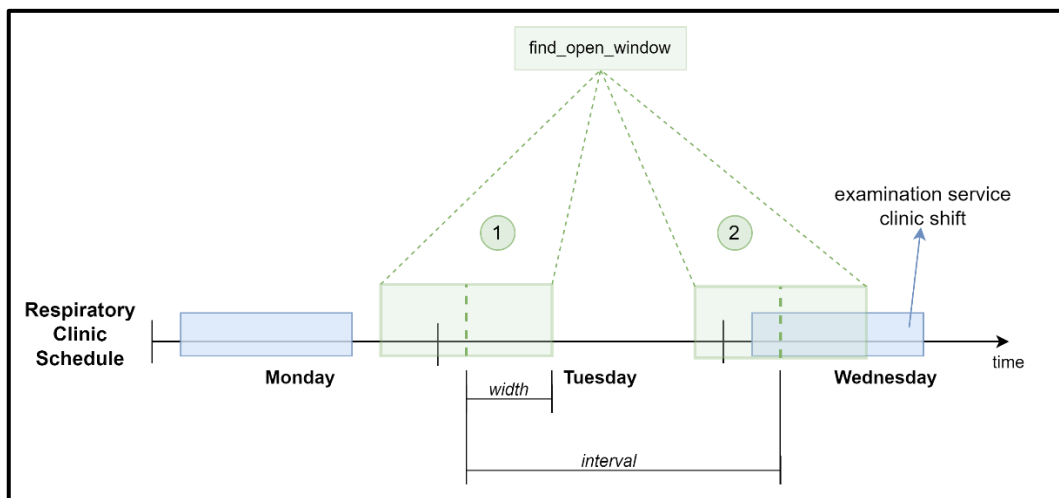 find_open_window
1
2
examination service
clinic shift
Respiratory
Clinic
Schedule
time
Monday
Tuesday
Wednesday
width
interval